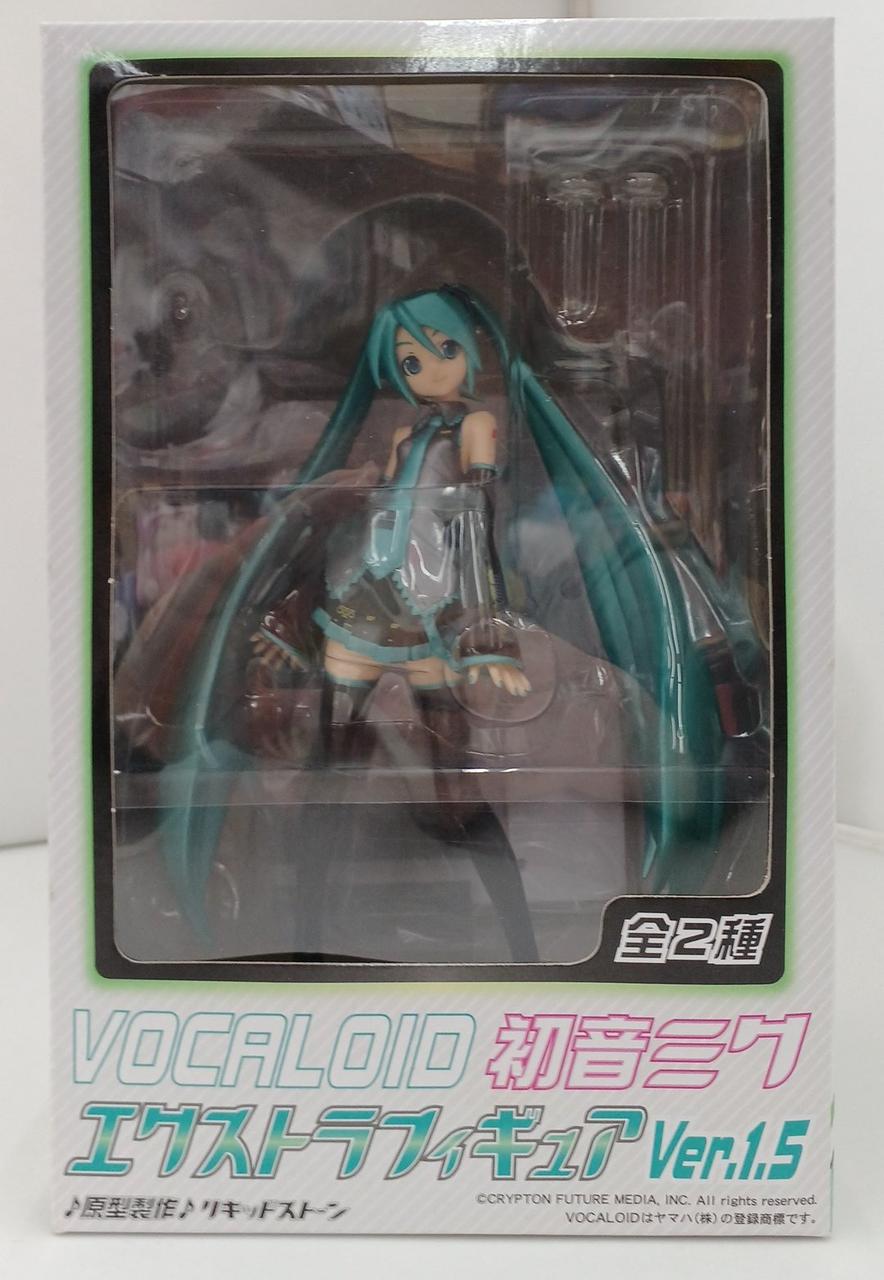 全2種
VOCALOID 初音ミク
エクストラフィギュア Ver.1.5
♪原型製作♪リキッドストーン
©CRYPTON FUTURE MEDIA, INC. All rights reserved.
VOCALOIDはヤマハ(株)の登録商標です。